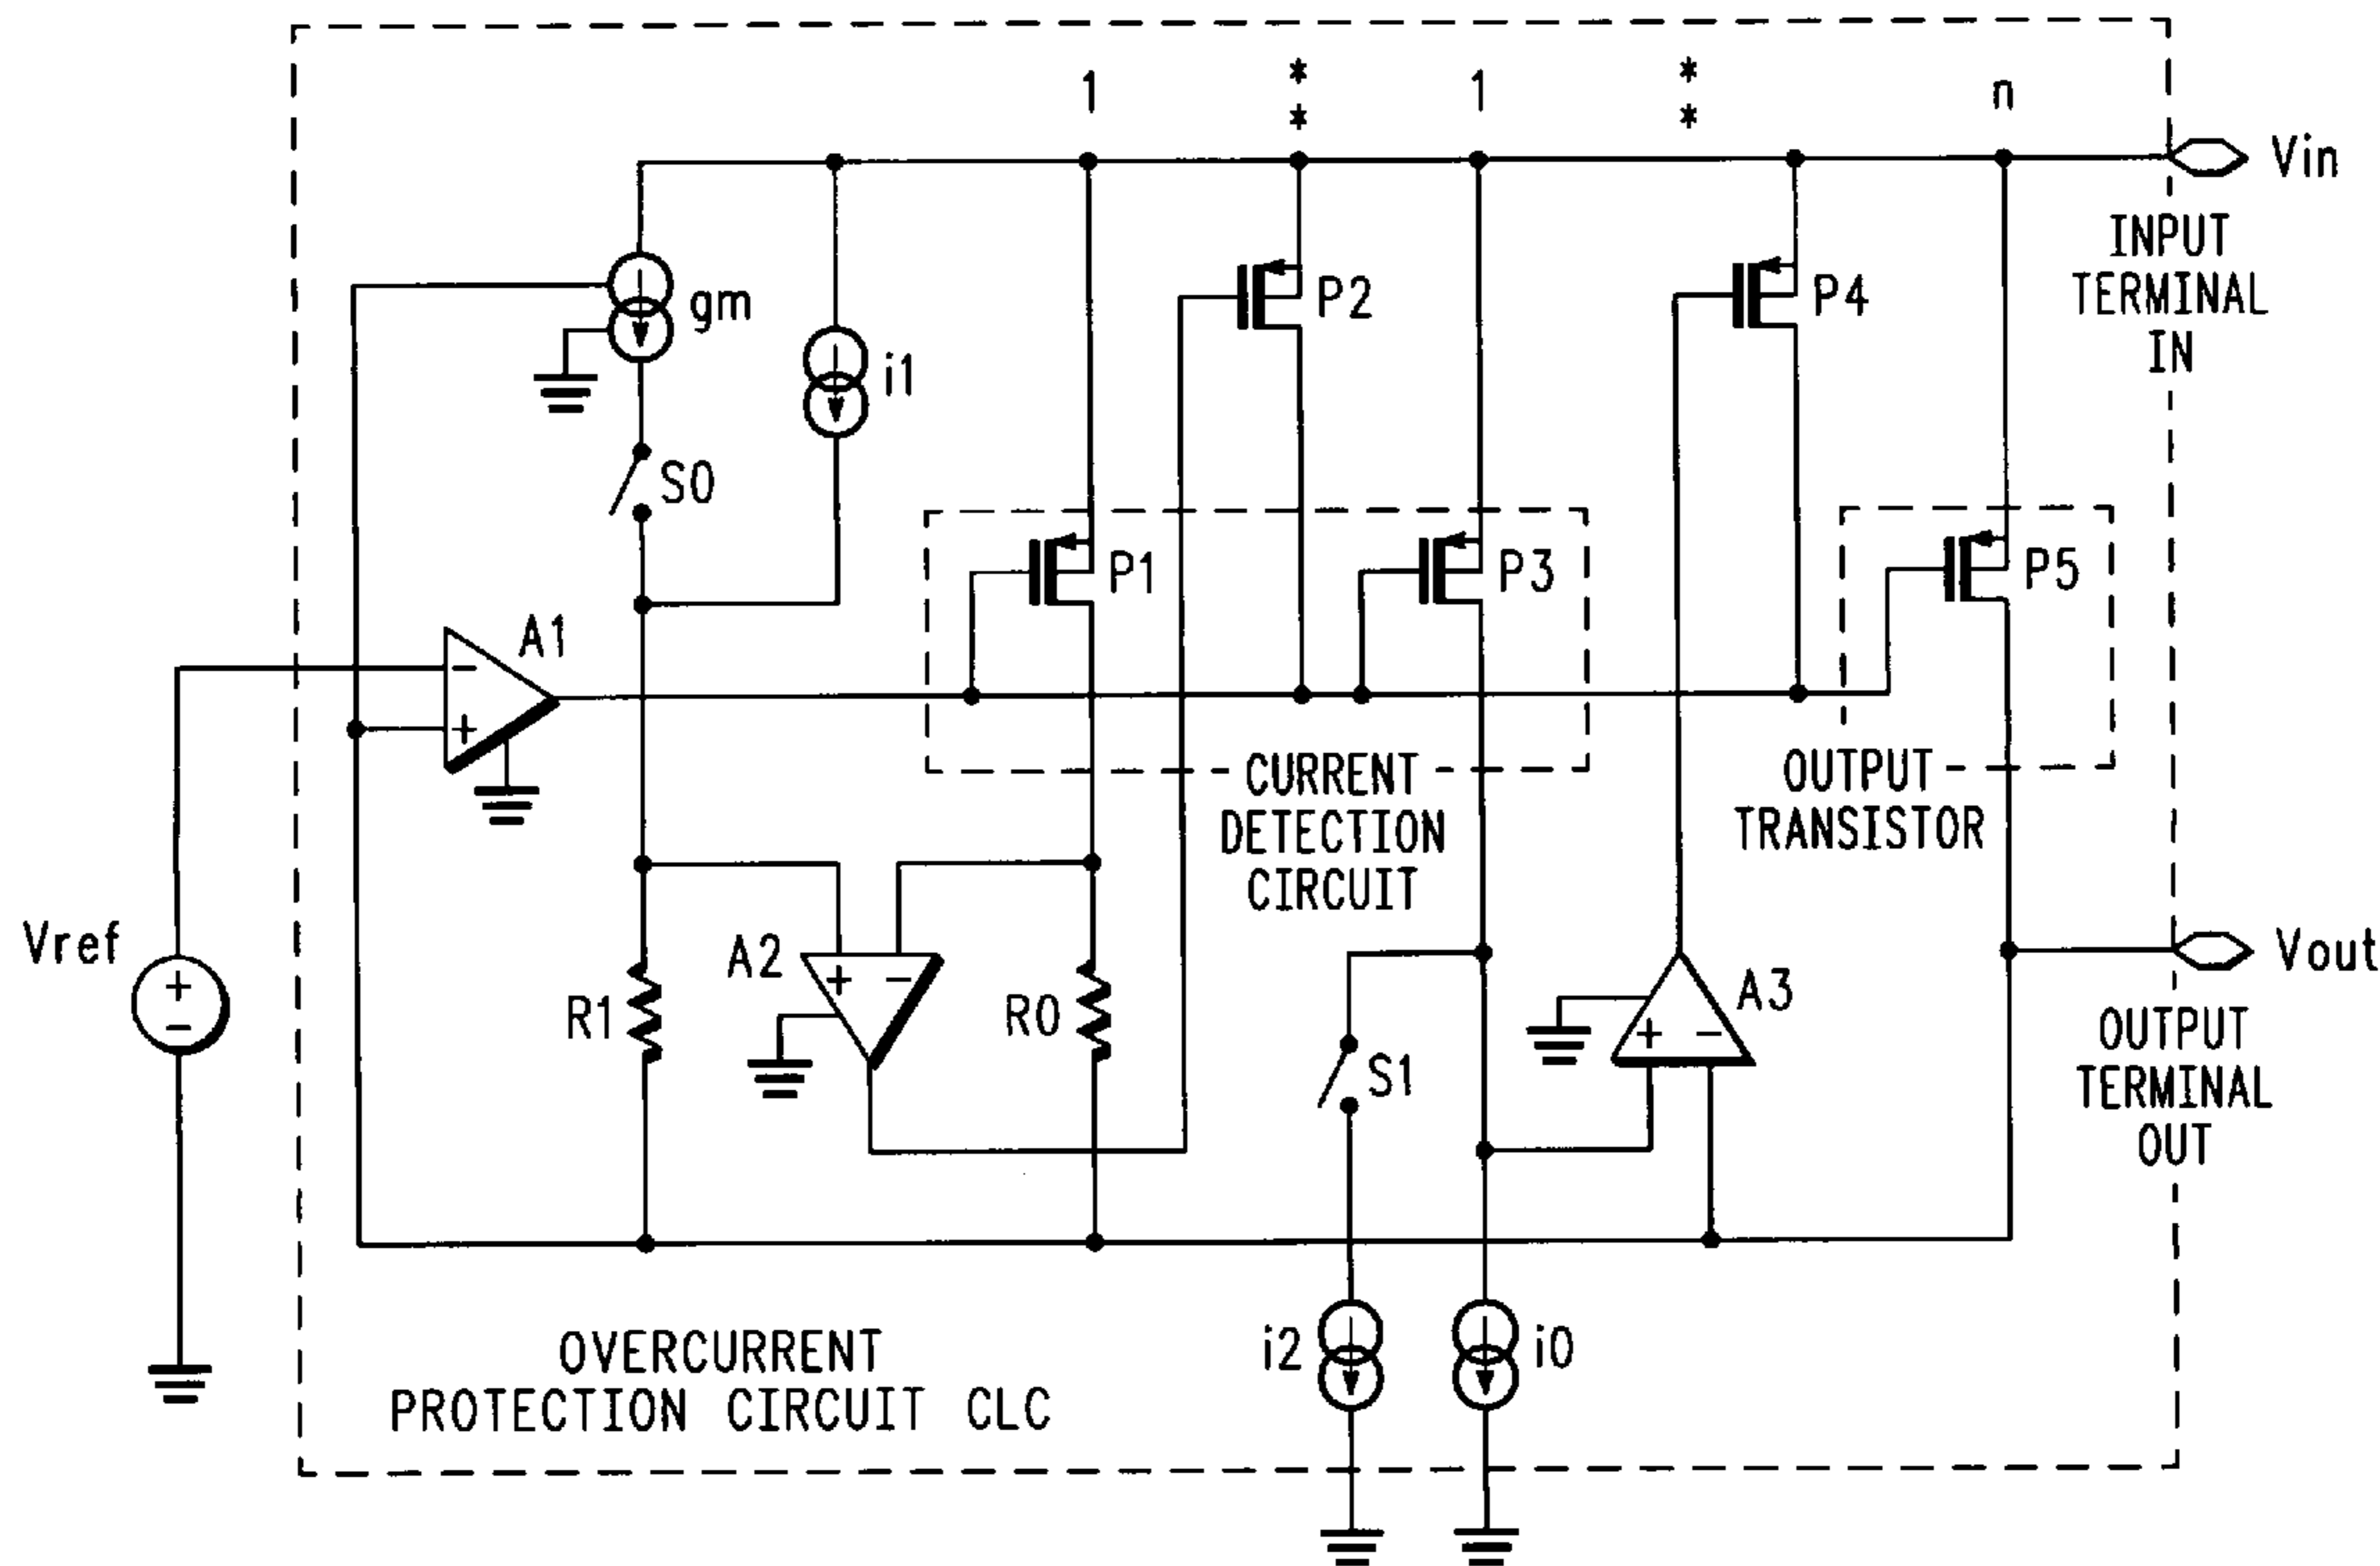 1
*
*
1
*
*
n
Vin
INPUT
TERMINAL
IN
gm
i1
P2
P4
S0
P1
P3
P5
A1
-
+
CURRENT
DETECTION
CIRCUIT
OUTPUT
TRANSISTOR
Vref
+
-
A2
+ -
R1
R0
A3
+ -
S1
Vout
OUTPUT
TERMINAL
OUT
i2
i0
OVERCURRENT
PROTECTION CIRCUIT CLC